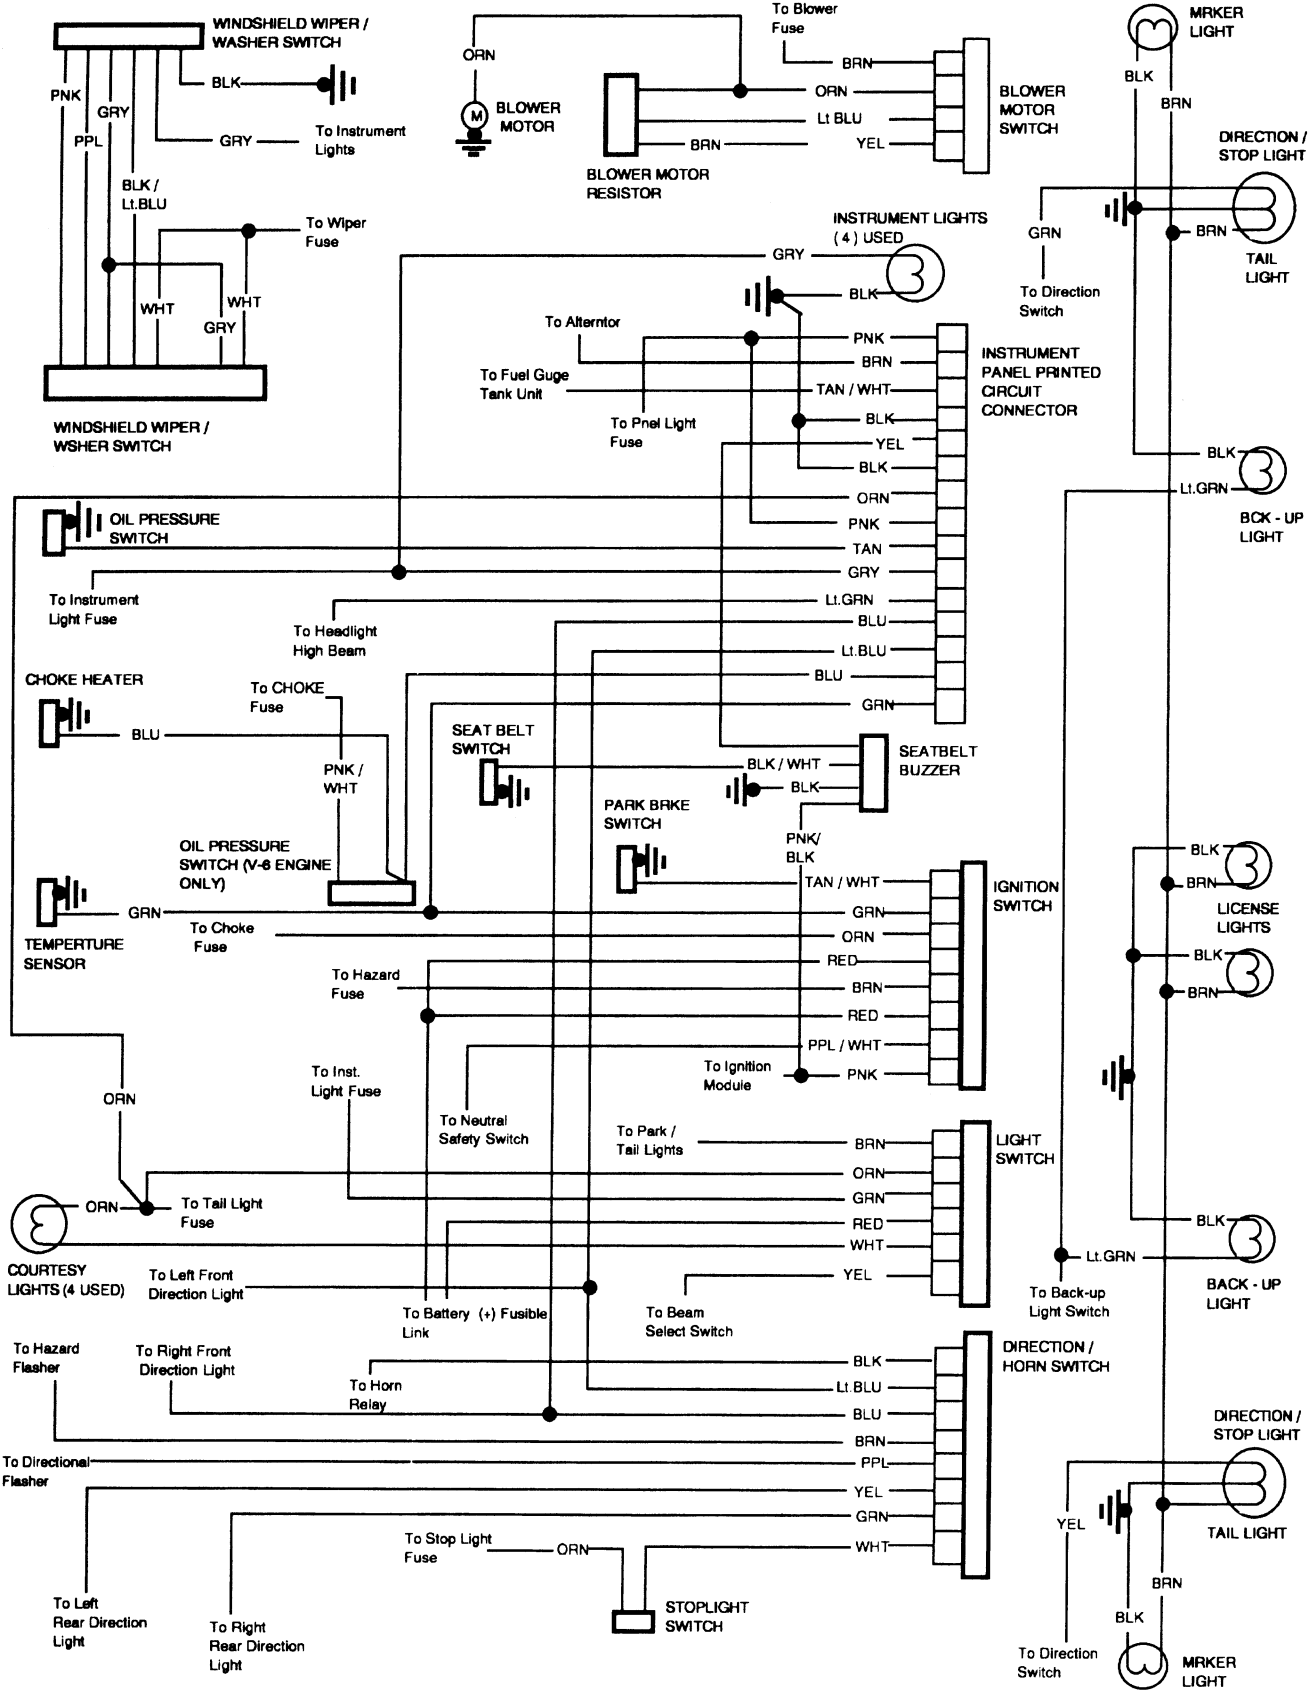 WINDSHIELD WIPER /
WASHER SWITCH
PNK
PPL
GRY
BLK
GRY
To Instrument
Lights
BLK /
Lt.BLU
To Wiper
Fuse
WHT
GRY
WHT
WINDSHIELD WIPER /
WSHER SWITCH
ORN
M
BLOWER
MOTOR
To Blower
Fuse
BRN
ORN
Lt BLU
BRN
YEL
BLOWER MOTOR
RESISTOR
BLOWER
MOTOR
SWITCH
MRKER
LIGHT
BLK
BRN
DIRECTION /
STOP LIGHT
GRN
BRN
To Direction
Switch
TAIL
LIGHT
INSTRUMENT LIGHTS
( 4 ) USED
GRY
BLK
To Alterntor
To Fuel Guge
Tank Unit
To Pnel Light
Fuse
PNK
BRN
TAN / WHT
BLK
YEL
BLK
ORN
PNK
TAN
GRY
Lt.GRN
BLU
Lt.BLU
BLU
GRN
INSTRUMENT
PANEL PRINTED
CIRCUIT
CONNECTOR
BLK
Lt.GRN
BCK - UP
LIGHT
OIL PRESSURE
SWITCH
To Instrument
Light Fuse
To Headlight
High Beam
CHOKE HEATER
BLU
To CHOKE
Fuse
PNK /
WHT
SEAT BELT
SWITCH
BLK / WHT
BLK
SEATBELT
BUZZER
PARK BRKE
SWITCH
PNK/
BLK
OIL PRESSURE
SWITCH (V-6 ENGINE
ONLY)
GRN
TEMPERTURE
SENSOR
To Choke
Fuse
To Hazard
Fuse
TAN / WHT
GRN
ORN
RED
BRN
RED
PPL / WHT
PNK
IGNITION
SWITCH
To Ignition
Module
To Neutral
Safety Switch
To Inst.
Light Fuse
BLK
BRN
LICENSE
LIGHTS
BLK
BRN
ORN
ORN
To Tail Light
Fuse
COURTESY
LIGHTS (4 USED)
To Park /
Tail Lights
BRN
ORN
GRN
RED
WHT
YEL
LIGHT
SWITCH
To Left Front
Direction Light
To Battery (+) Fusible
Link
To Beam
Select Switch
BLK
Lt.GRN
To Back-up
Light Switch
BACK - UP
LIGHT
To Hazard
Flasher
To Right Front
Direction Light
To Horn
Relay
BLK
Lt.BLU
BLU
BRN
PPL
YEL
GRN
WHT
DIRECTION /
HORN SWITCH
To Directional
Flasher
To Stop Light
Fuse
ORN
STOPLIGHT
SWITCH
To Left
Rear Direction
Light
To Right
Rear Direction
Light
DIRECTION /
STOP LIGHT
YEL
TAIL LIGHT
BRN
BLK
To Direction
Switch
MRKER
LIGHT